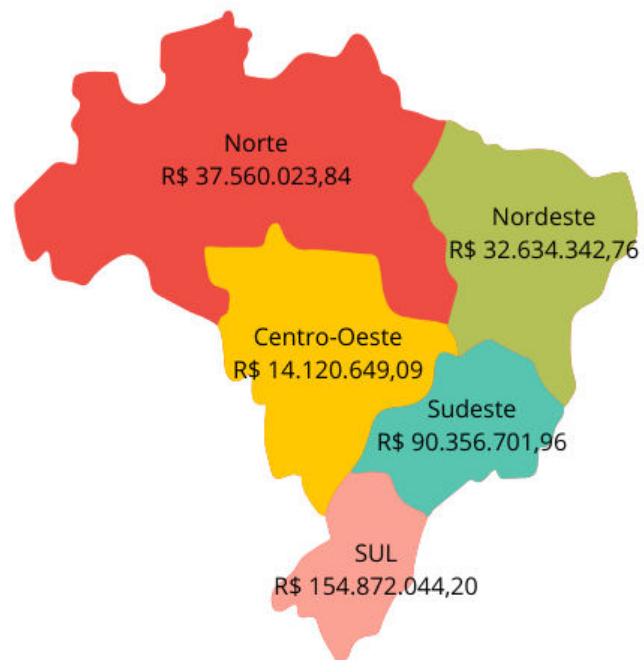 Norte
R$ 37.560.023,84
Nordeste
R$ 32.634.342,76
Centro-Oeste
R$ 14.120.649,09
Sudeste
R$ 90.356.701,96
SUL
R$ 154.872.044,20